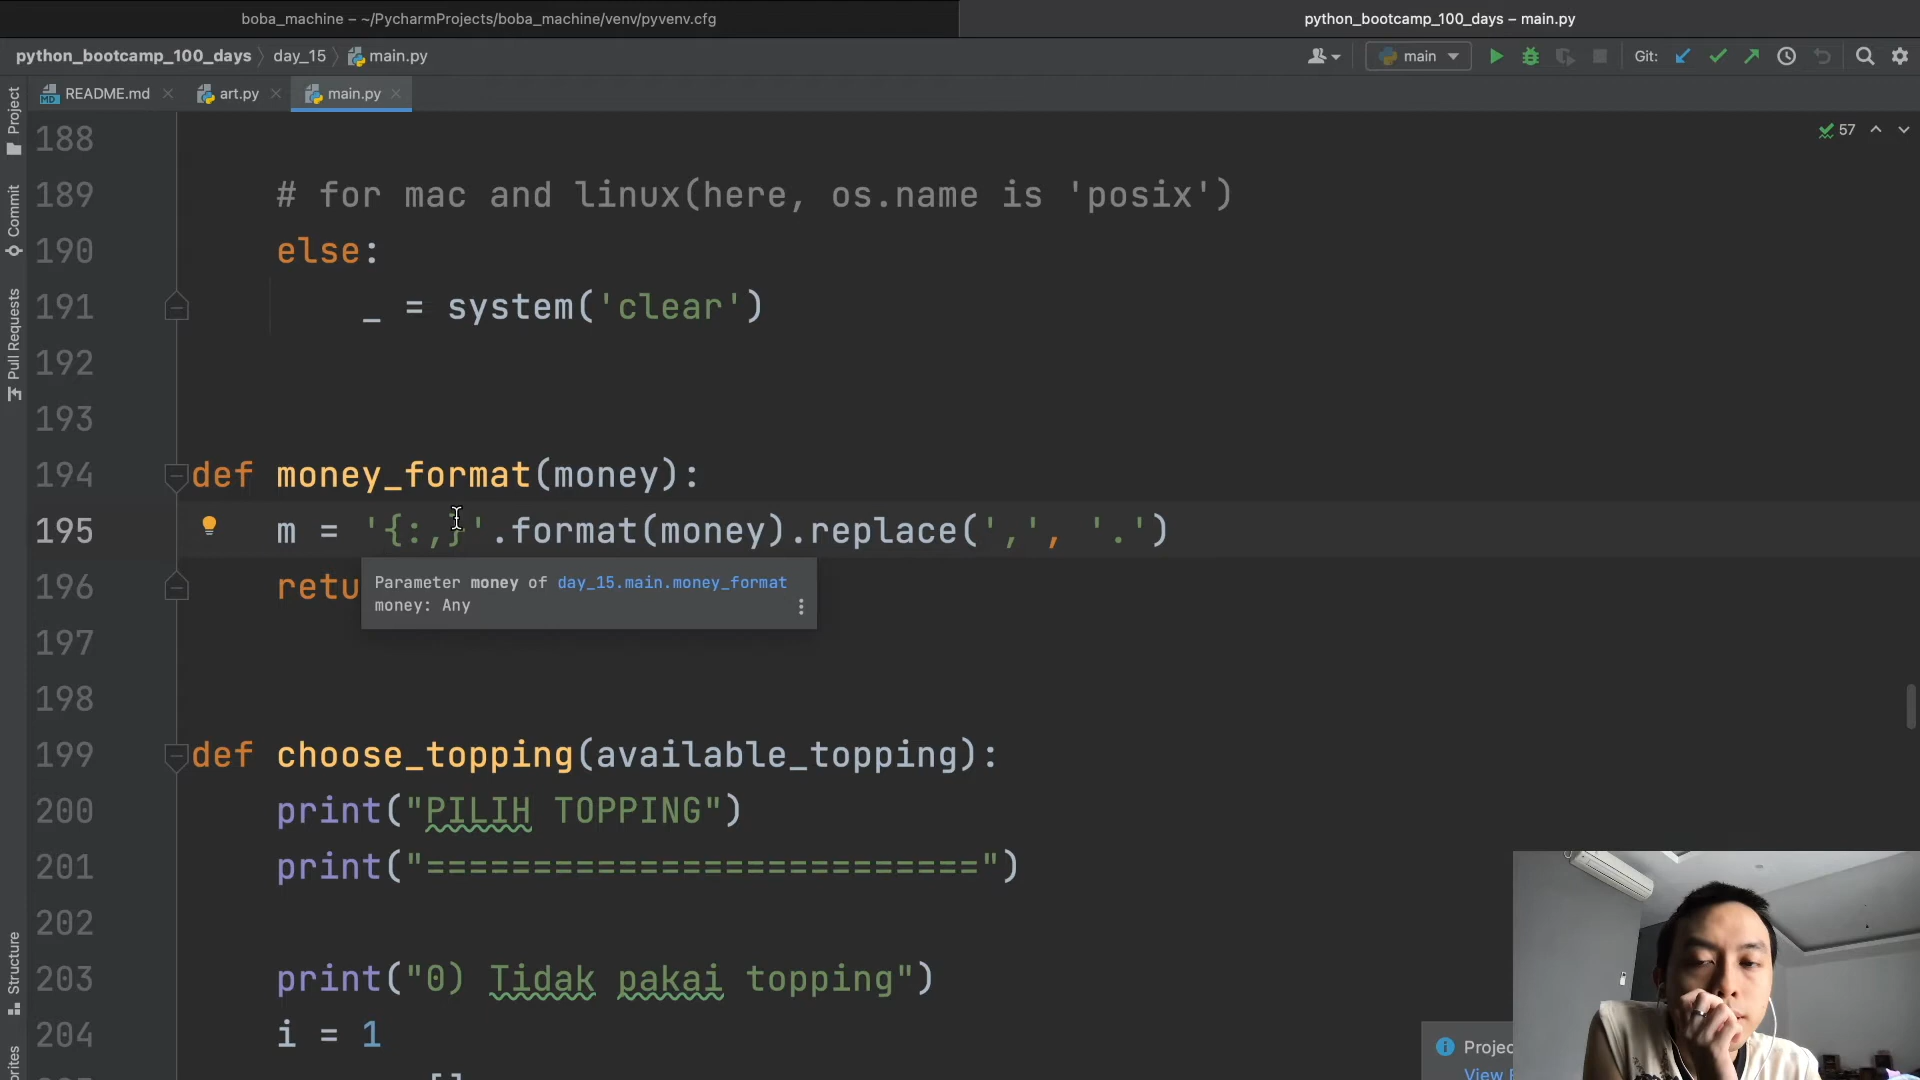 boba_machine – ~/PycharmProjects/boba_machine/venv/pyvenv.cfg
python_bootcamp_100_days – main.py
python_bootcamp_100_days
day_15
main.py
main
Git:
README.md
art.py
main.py
Project
Commit
Pull Requests
Structure
57
188
189 # for mac and linux(here, os.name is 'posix')
190 else:
191 _ = system('clear')
192
193
194 def money_format(money):
195 m = '{:,}'.format(money).replace(',', '.')
196 retu
Parameter money of day_15.main.money_format
money: Any
197
198
199 def choose_topping(available_topping):
200 print("PILIH TOPPING")
201 print("==========================")
202
203 print("0) Tidak pakai topping")
204 i = 1
Projec
View